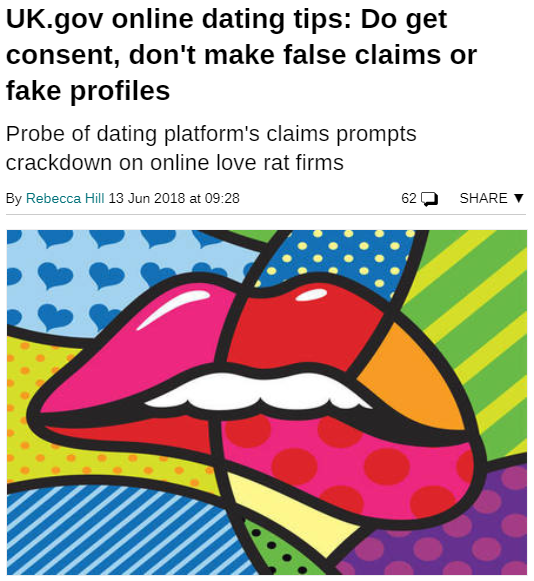 UK.gov online dating tips: Do get
consent, don't make false claims or
fake profiles
Probe of dating platform's claims prompts
crackdown on online love rat firms
By Rebecca Hill 13 Jun 2018 at 09:28
62
SHARE ▼